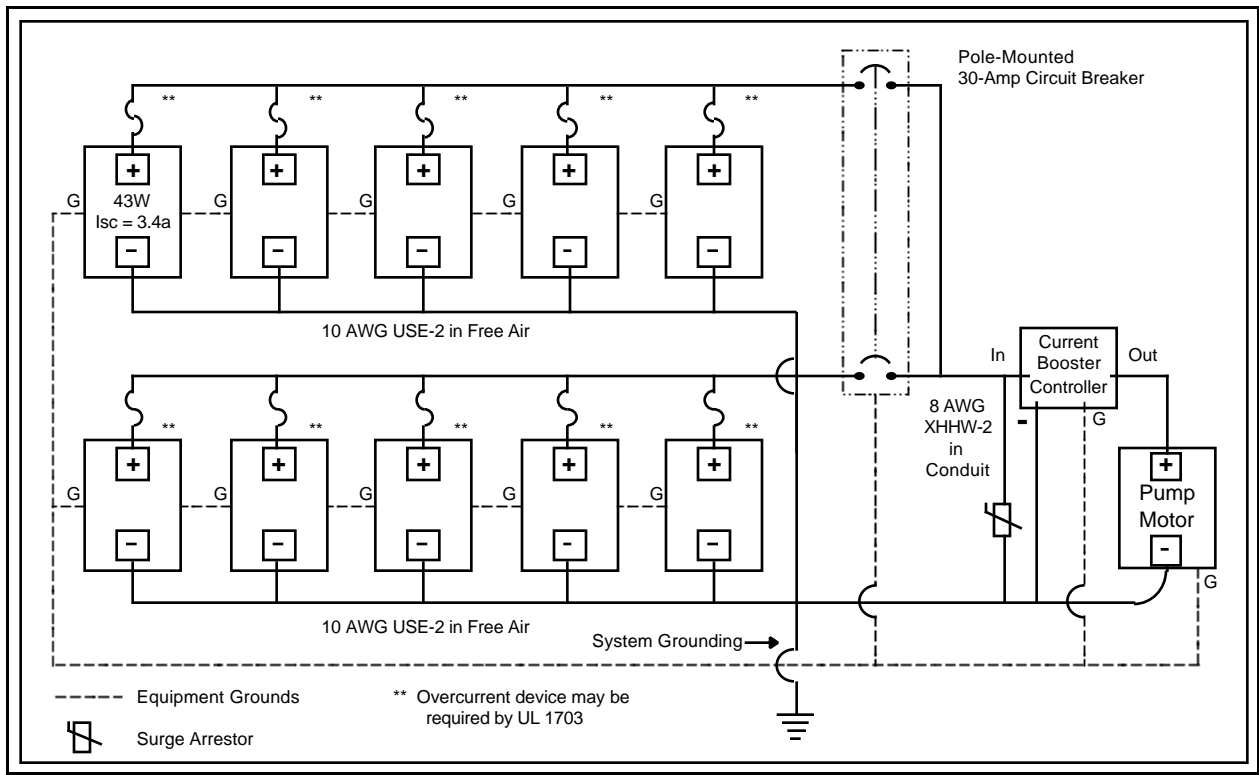 Pole-Mounted
30-Amp Circuit Breaker
** ** ** ** **
+ + + + +
G 43W G G G G
Isc = 3.4a
− − − − −
10 AWG USE-2 in Free Air
In
Current
Booster
Controller
Out
** ** ** ** **
8 AWG
XHHW-2
in
Conduit
-
G
+ + + + +
+
Pump
Motor
-
G
G G G G G
− − − − −
10 AWG USE-2 in Free Air
System Grounding
Equipment Grounds
** Overcurrent device may be
required by UL 1703
Surge Arrestor